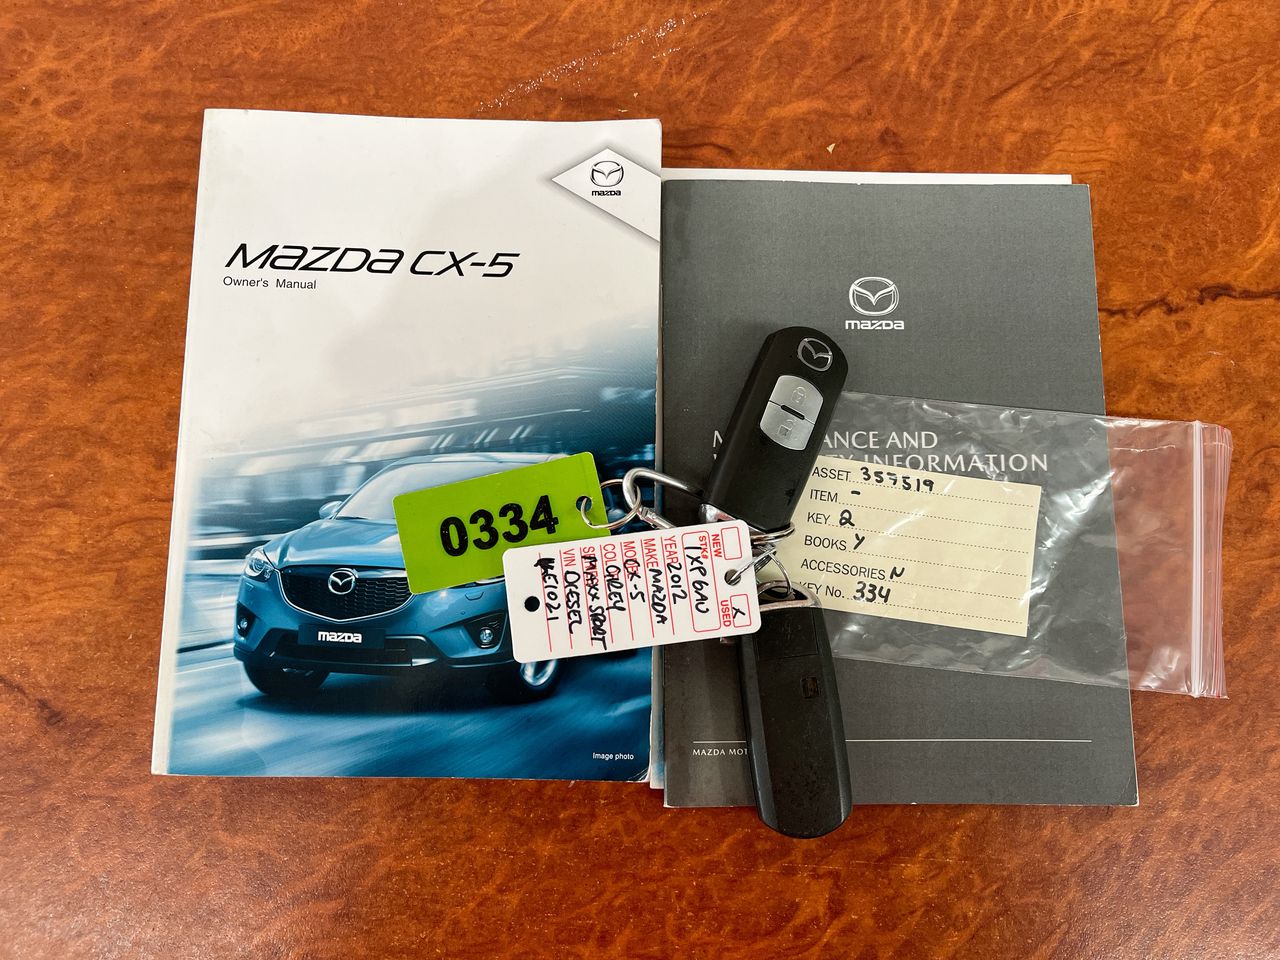 mazda
mazda CX-5
Owner's Manual
mazda
Image photo
mazda
ANCE AND
INFORMATION
MAZDA MOT
0334
NEW
USED X
STK# 1XP6AU
YEAR 2012
MAKE MAZDA
MODEL CX-5
COL GREY
MAXX SPORT
VIN DIESEL
ASSET 357519
ITEM -
KEY 2
BOOKS Y
ACCESSORIES N
KEY No. 334